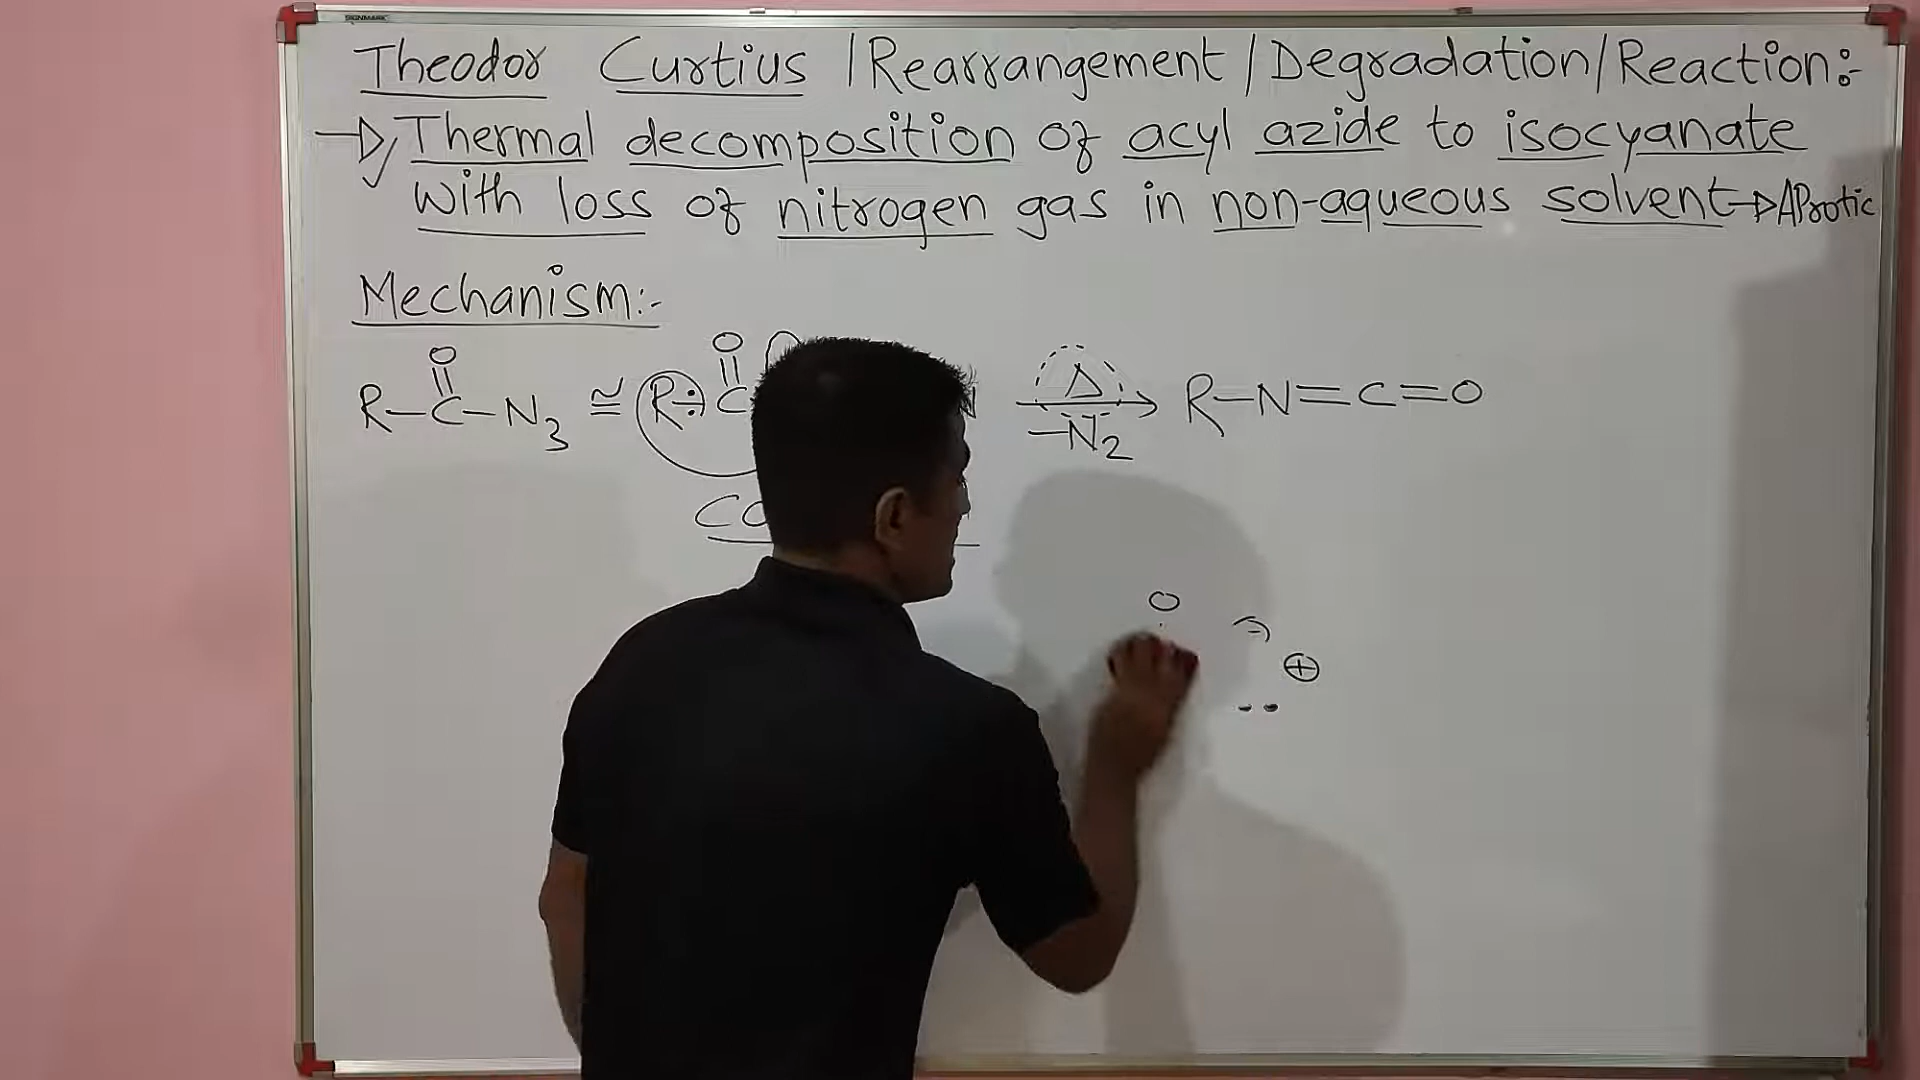 SIGNMARK
Theodor Curtius / Rearrangement / Degradation / Reaction :-
→ Thermal decomposition of acyl azide to isocyanate
with loss of nitrogen gas in non-aqueous solvent → AProtic
Mechanism:-
O O
R-C-N3 ≅ R:C Δ R-N=C=O
-N2
O
⊕